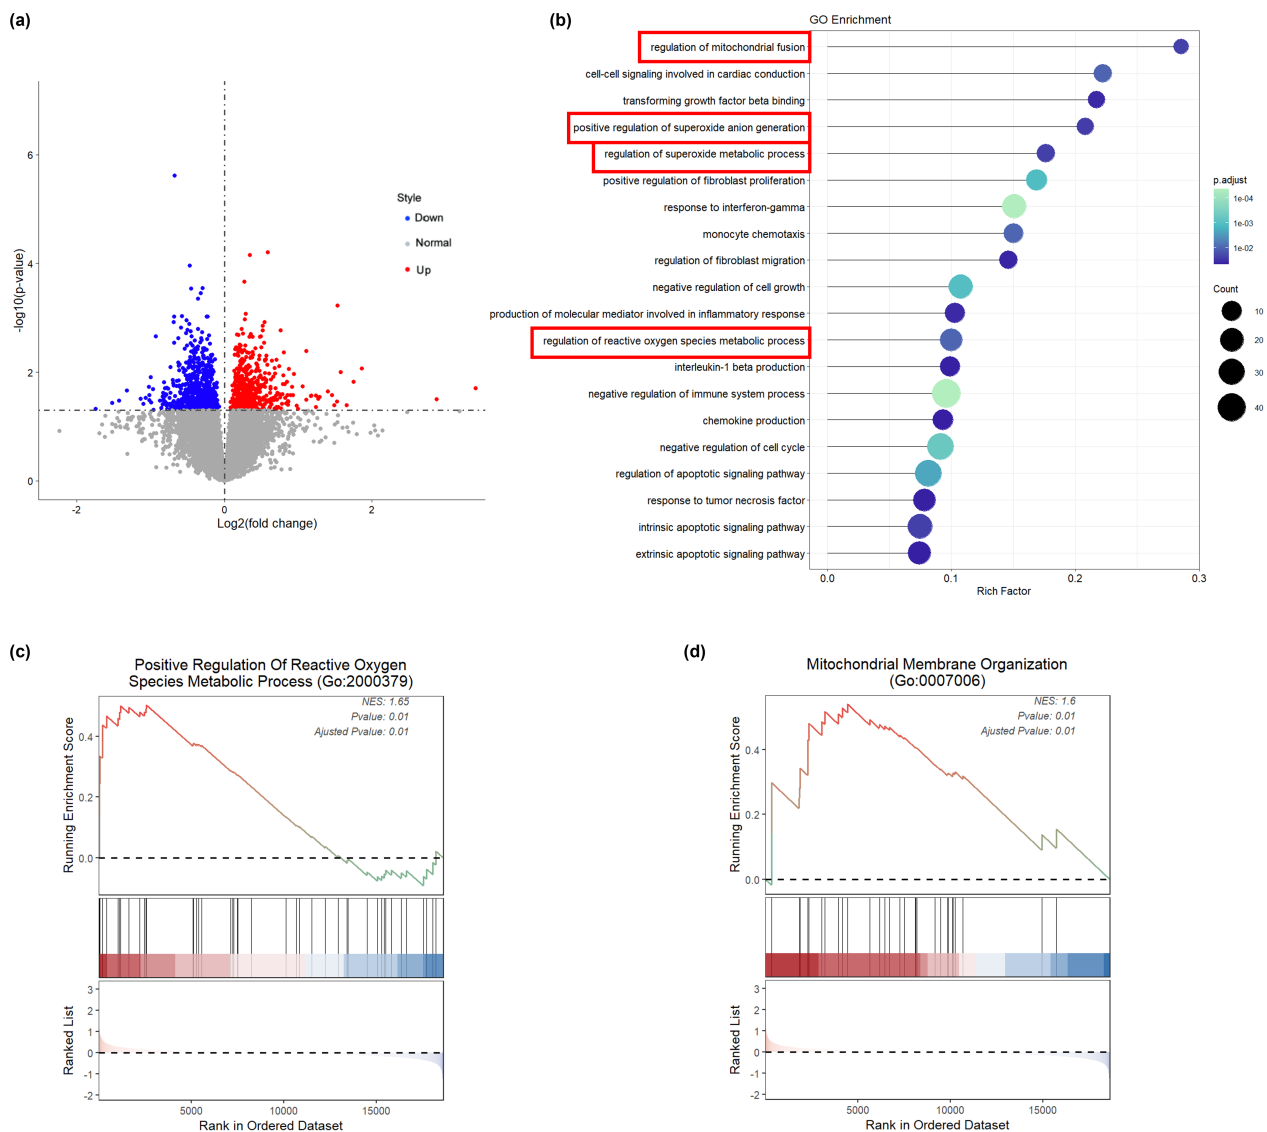 (a)
6
4
2
0
-2
0
2
-log10(p-value)
Log2(fold change)
Style
Down
Normal
Up
(b)
GO Enrichment
regulation of mitochondrial fusion
cell-cell signaling involved in cardiac conduction
transforming growth factor beta binding
positive regulation of superoxide anion generation
regulation of superoxide metabolic process
positive regulation of fibroblast proliferation
response to interferon-gamma
monocyte chemotaxis
regulation of fibroblast migration
negative regulation of cell growth
production of molecular mediator involved in inflammatory response
regulation of reactive oxygen species metabolic process
interleukin-1 beta production
negative regulation of immune system process
chemokine production
negative regulation of cell cycle
regulation of apoptotic signaling pathway
response to tumor necrosis factor
intrinsic apoptotic signaling pathway
extrinsic apoptotic signaling pathway
0.0
0.1
0.2
0.3
Rich Factor
p.adjust
1e-04
1e-03
1e-02
Count
10
20
30
40
(c)
Positive Regulation Of Reactive Oxygen
Species Metabolic Process (Go:2000379)
NES: 1.65
Pvalue: 0.01
Ajusted Pvalue: 0.01
Running Enrichment Score
0.4
0.2
0.0
Ranked List
3
2
1
0
-1
-2
5000
10000
15000
Rank in Ordered Dataset
(d)
Mitochondrial Membrane Organization
(Go:0007006)
NES: 1.6
Pvalue: 0.01
Ajusted Pvalue: 0.01
Running Enrichment Score
0.4
0.2
0.0
Ranked List
3
2
1
0
-1
-2
5000
10000
15000
Rank in Ordered Dataset